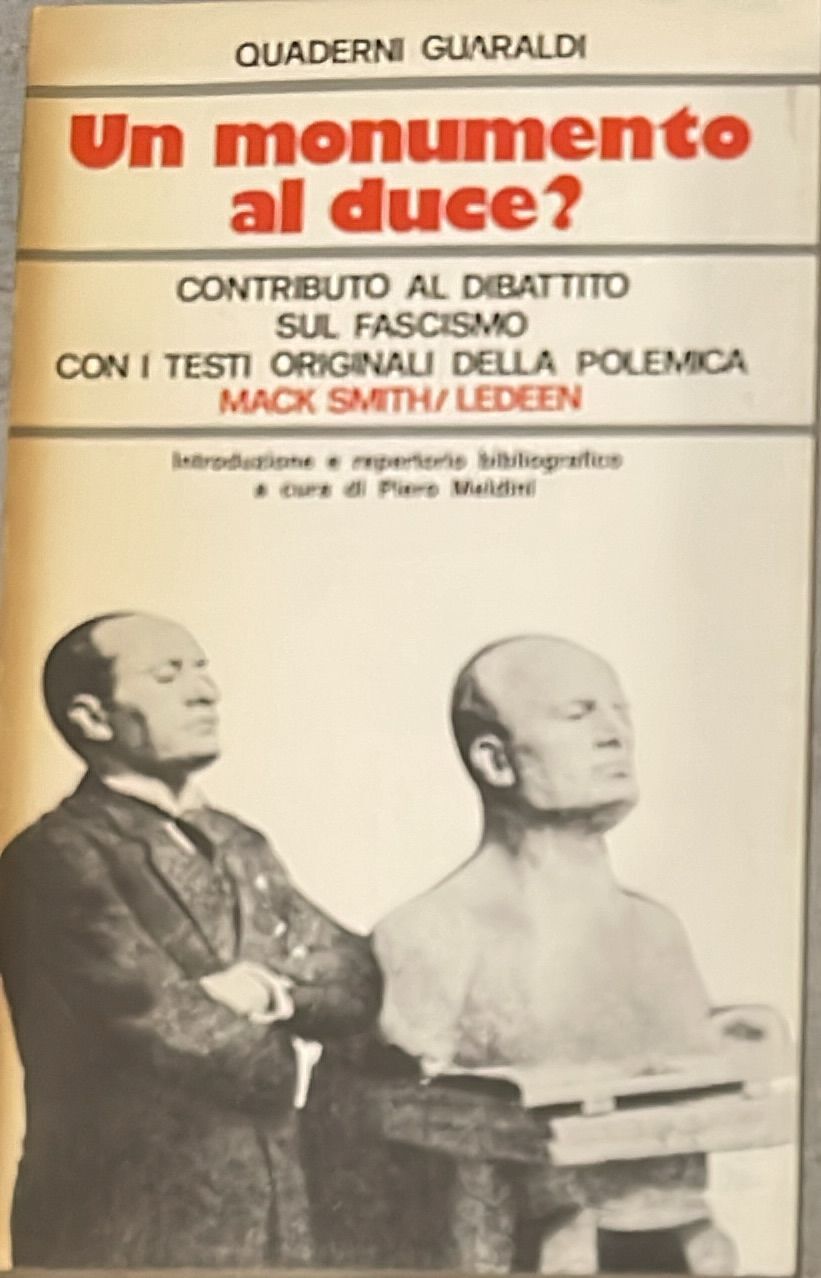 QUADERNI GUARALDI
Un monumento
al duce?
CONTRIBUTO AL DIBATTITO
SUL FASCISMO
CON I TESTI ORIGINALI DELLA POLEMICA
MACK SMITH/LEDEEN
Introduzione e repertorio bibliografico
a cura di Piero Meldini